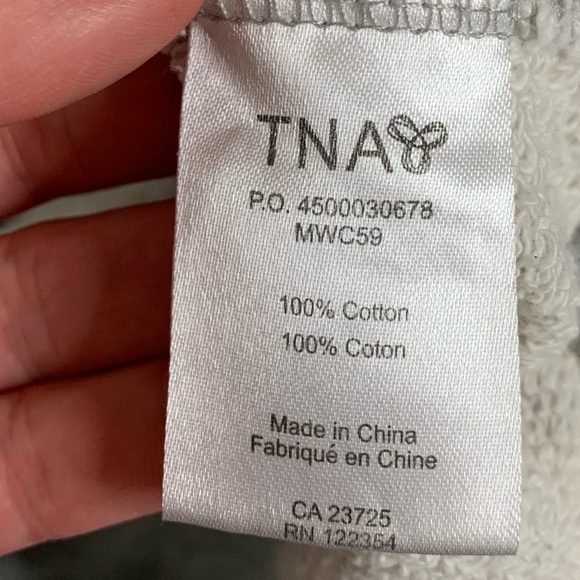 TNA
P.O. 4500030678
MWC59
100% Cotton
100% Coton
Made in China
Fabriqué en Chine
CA 23725
RN 122354